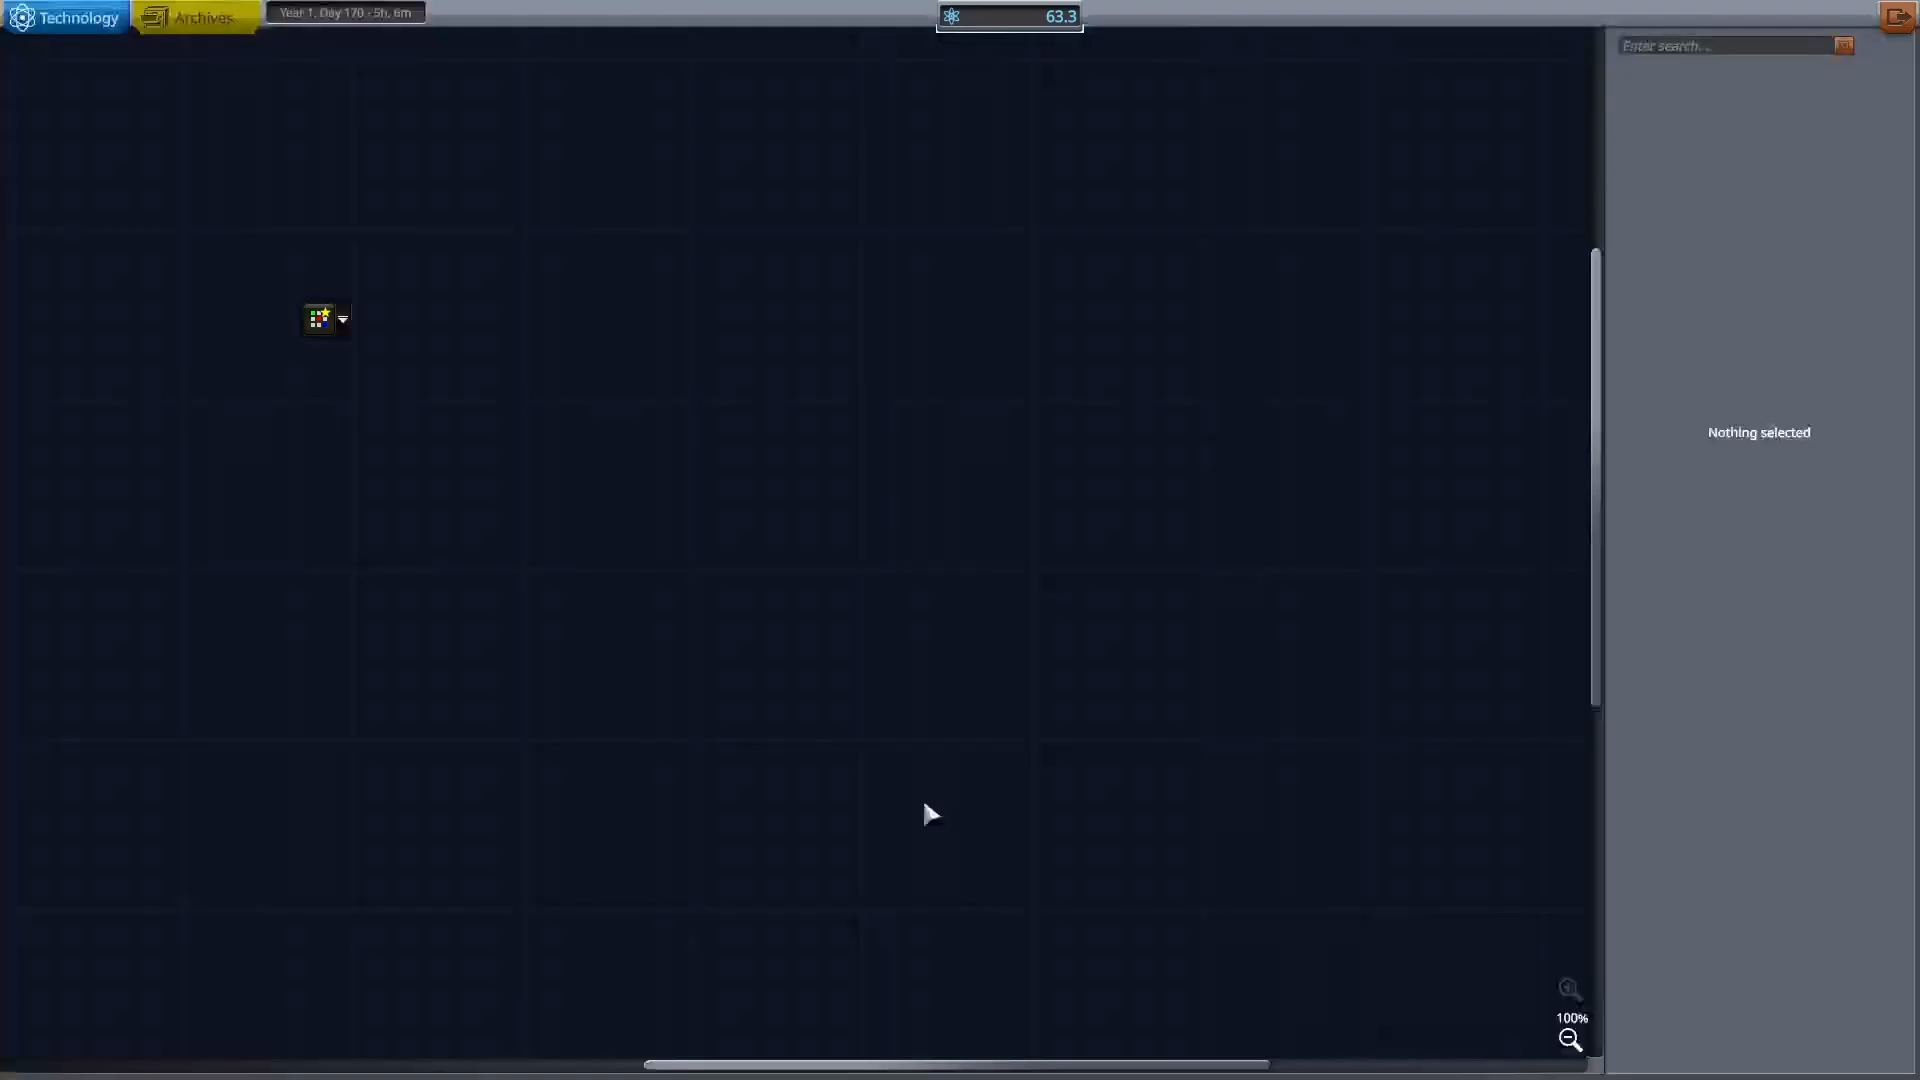 Technology
Archives
Year 1, Day 170 - 5h, 6m
63.3
Enter search...
Nothing selected
100%